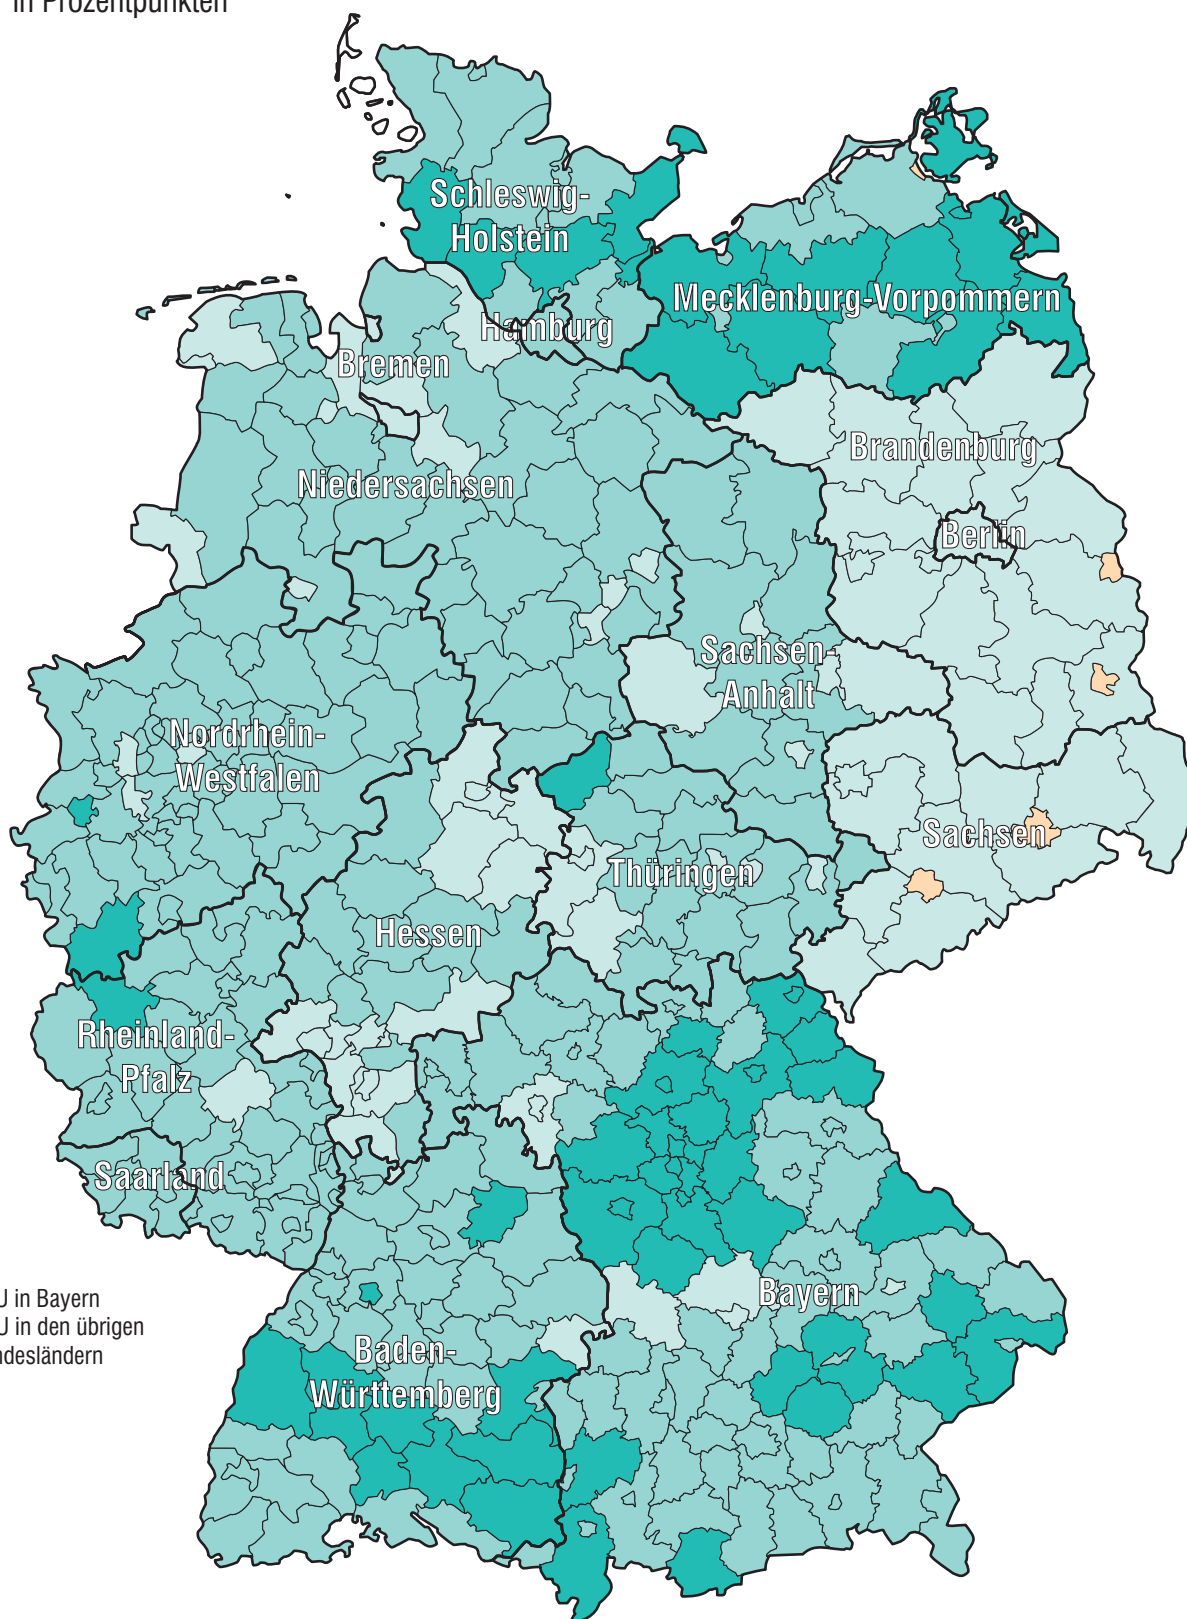 in Prozentpunkten
Schleswig-
Holstein
Mecklenburg-Vorpommern
Hamburg
Bremen
Brandenburg
Niedersachsen
Berlin
Sachsen-
Anhalt
Nordrhein-
Westfalen
Sachsen
Thüringen
Hessen
Rheinland-
Pfalz
Saarland
Bayern
U in Bayern
U in den übrigen
ndesländern
Baden-
Württemberg